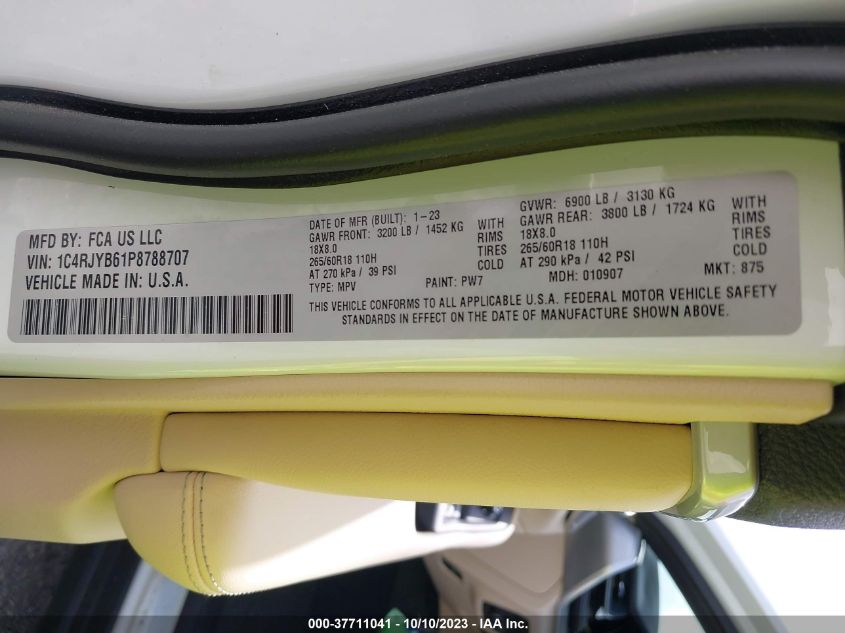 MFD BY: FCA US LLC
VIN: 1C4RJYB61P8788707
VEHICLE MADE IN: U.S.A.
DATE OF MFR (BUILT): 1-23
GAWR FRONT: 3200 LB / 1452 KG WITH
18X8.0 RIMS
265/60R18 110H TIRES
AT 270 kPa / 39 PSI COLD
TYPE: MPV PAINT: PW7
GVWR: 6900 LB / 3130 KG
GAWR REAR: 3800 LB / 1724 KG WITH
18X8.0 RIMS
265/60R18 110H TIRES
AT 290 kPa / 42 PSI COLD
MDH: 010907 MKT: 875
THIS VEHICLE CONFORMS TO ALL APPLICABLE U.S.A. FEDERAL MOTOR VEHICLE SAFETY
STANDARDS IN EFFECT ON THE DATE OF MANUFACTURE SHOWN ABOVE.
000-37711041 - 10/10/2023 - IAA Inc.